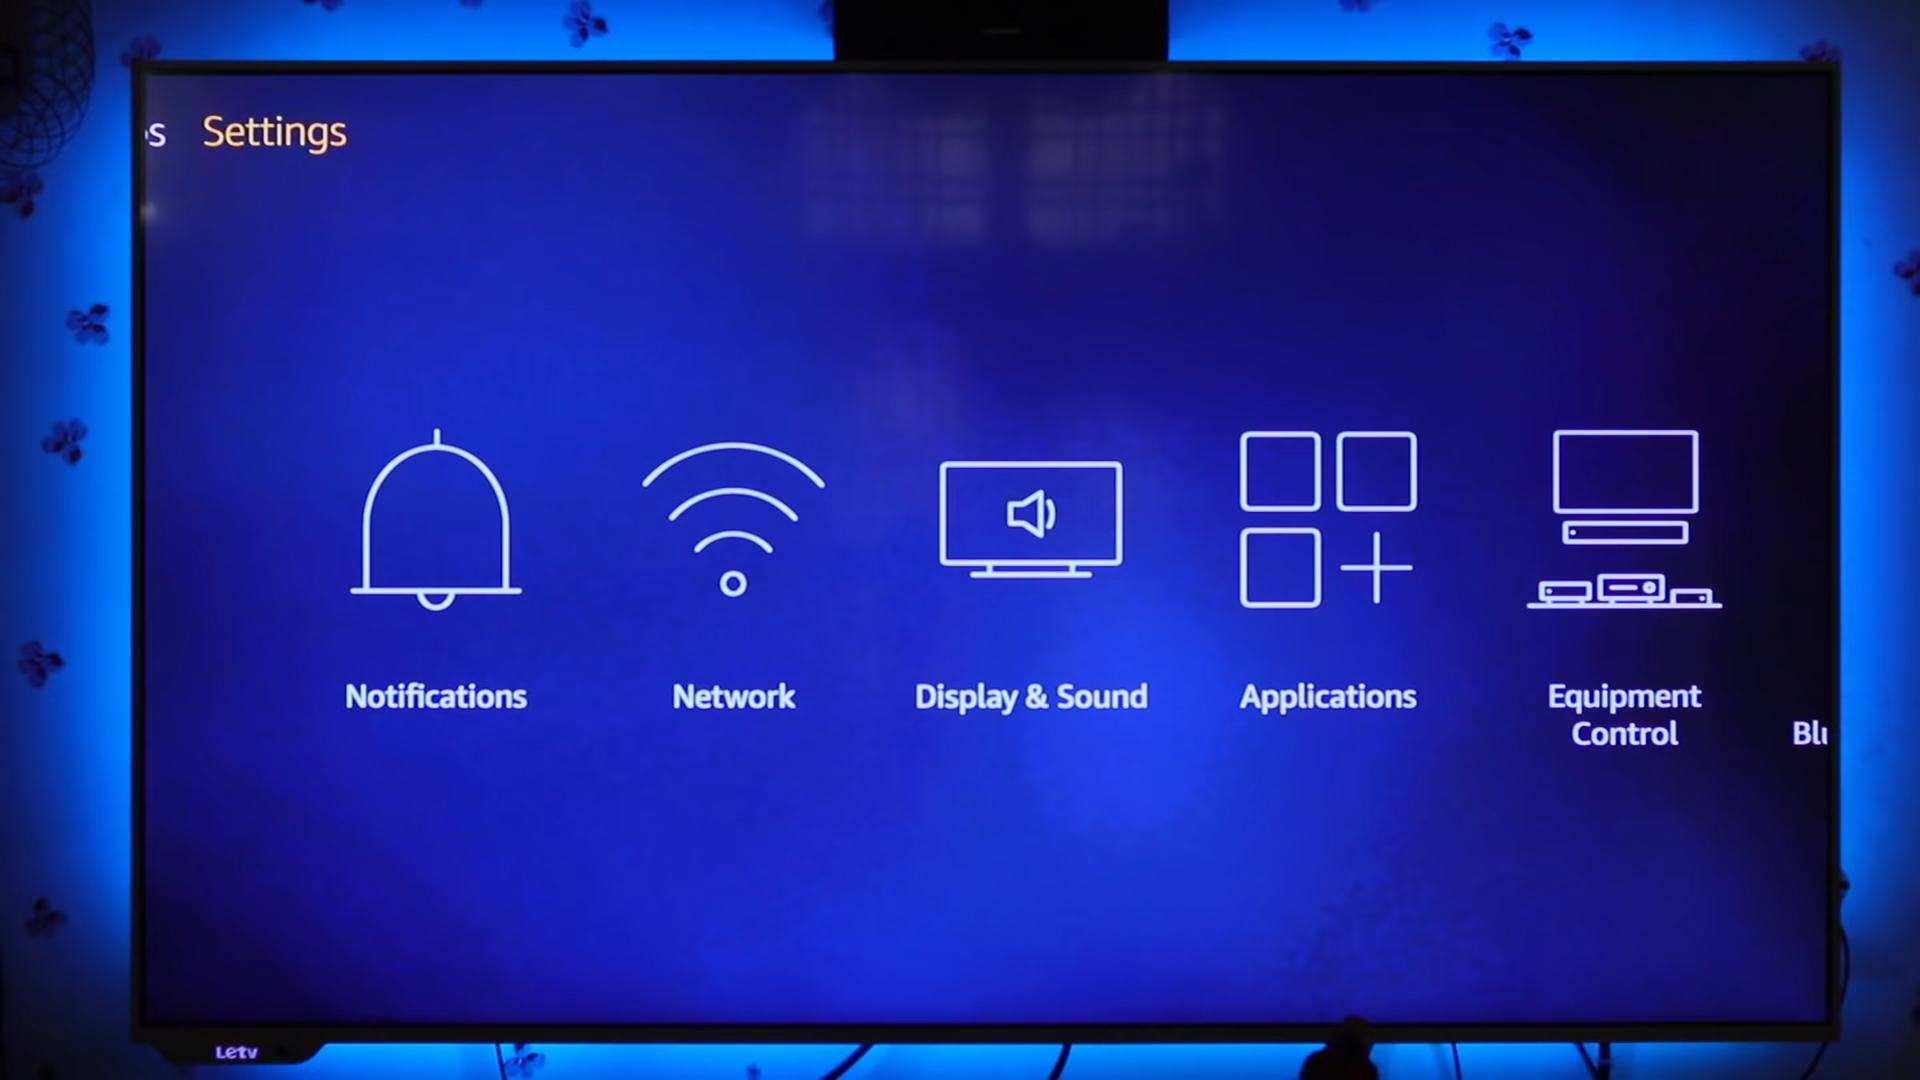 Settings
Notifications
Network
Display & Sound
Applications
Equipment
Control
Letv